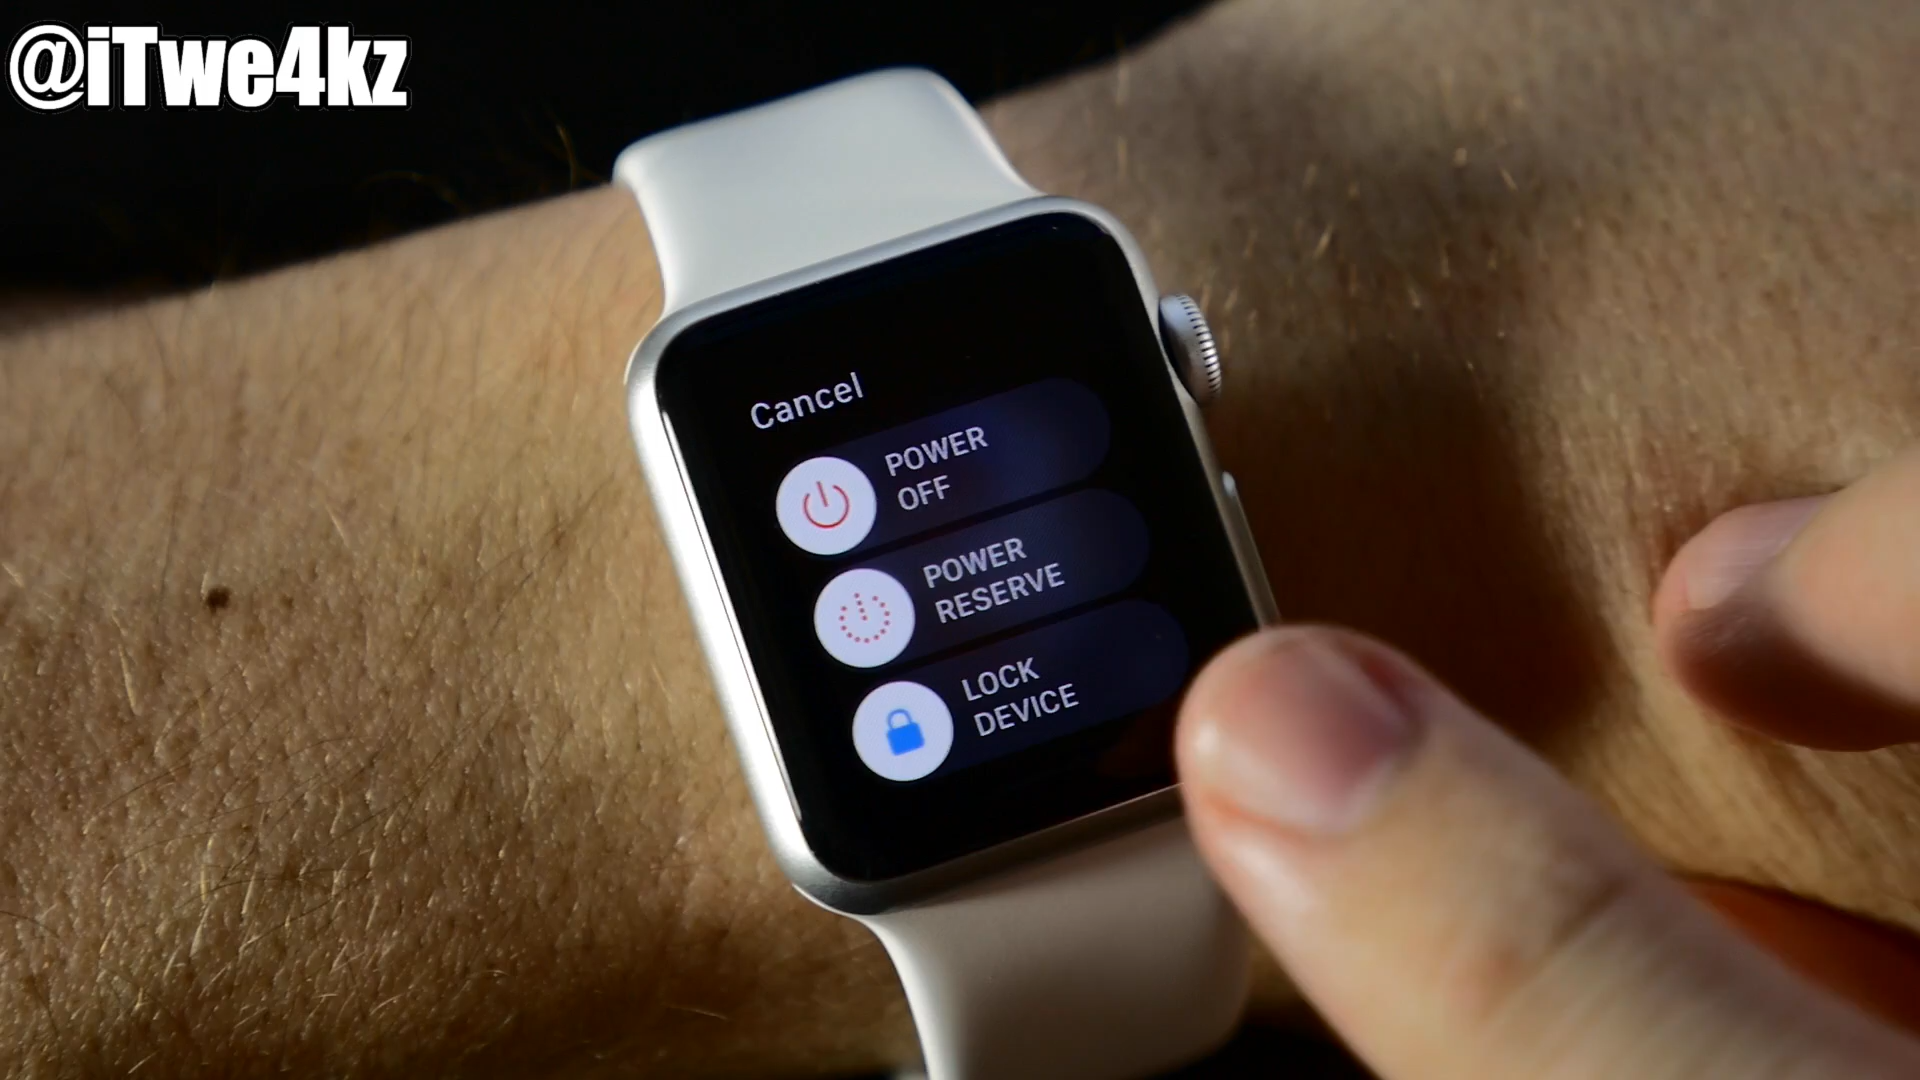 @iTwe4kz
Cancel
POWER
OFF
POWER
RESERVE
LOCK
DEVICE